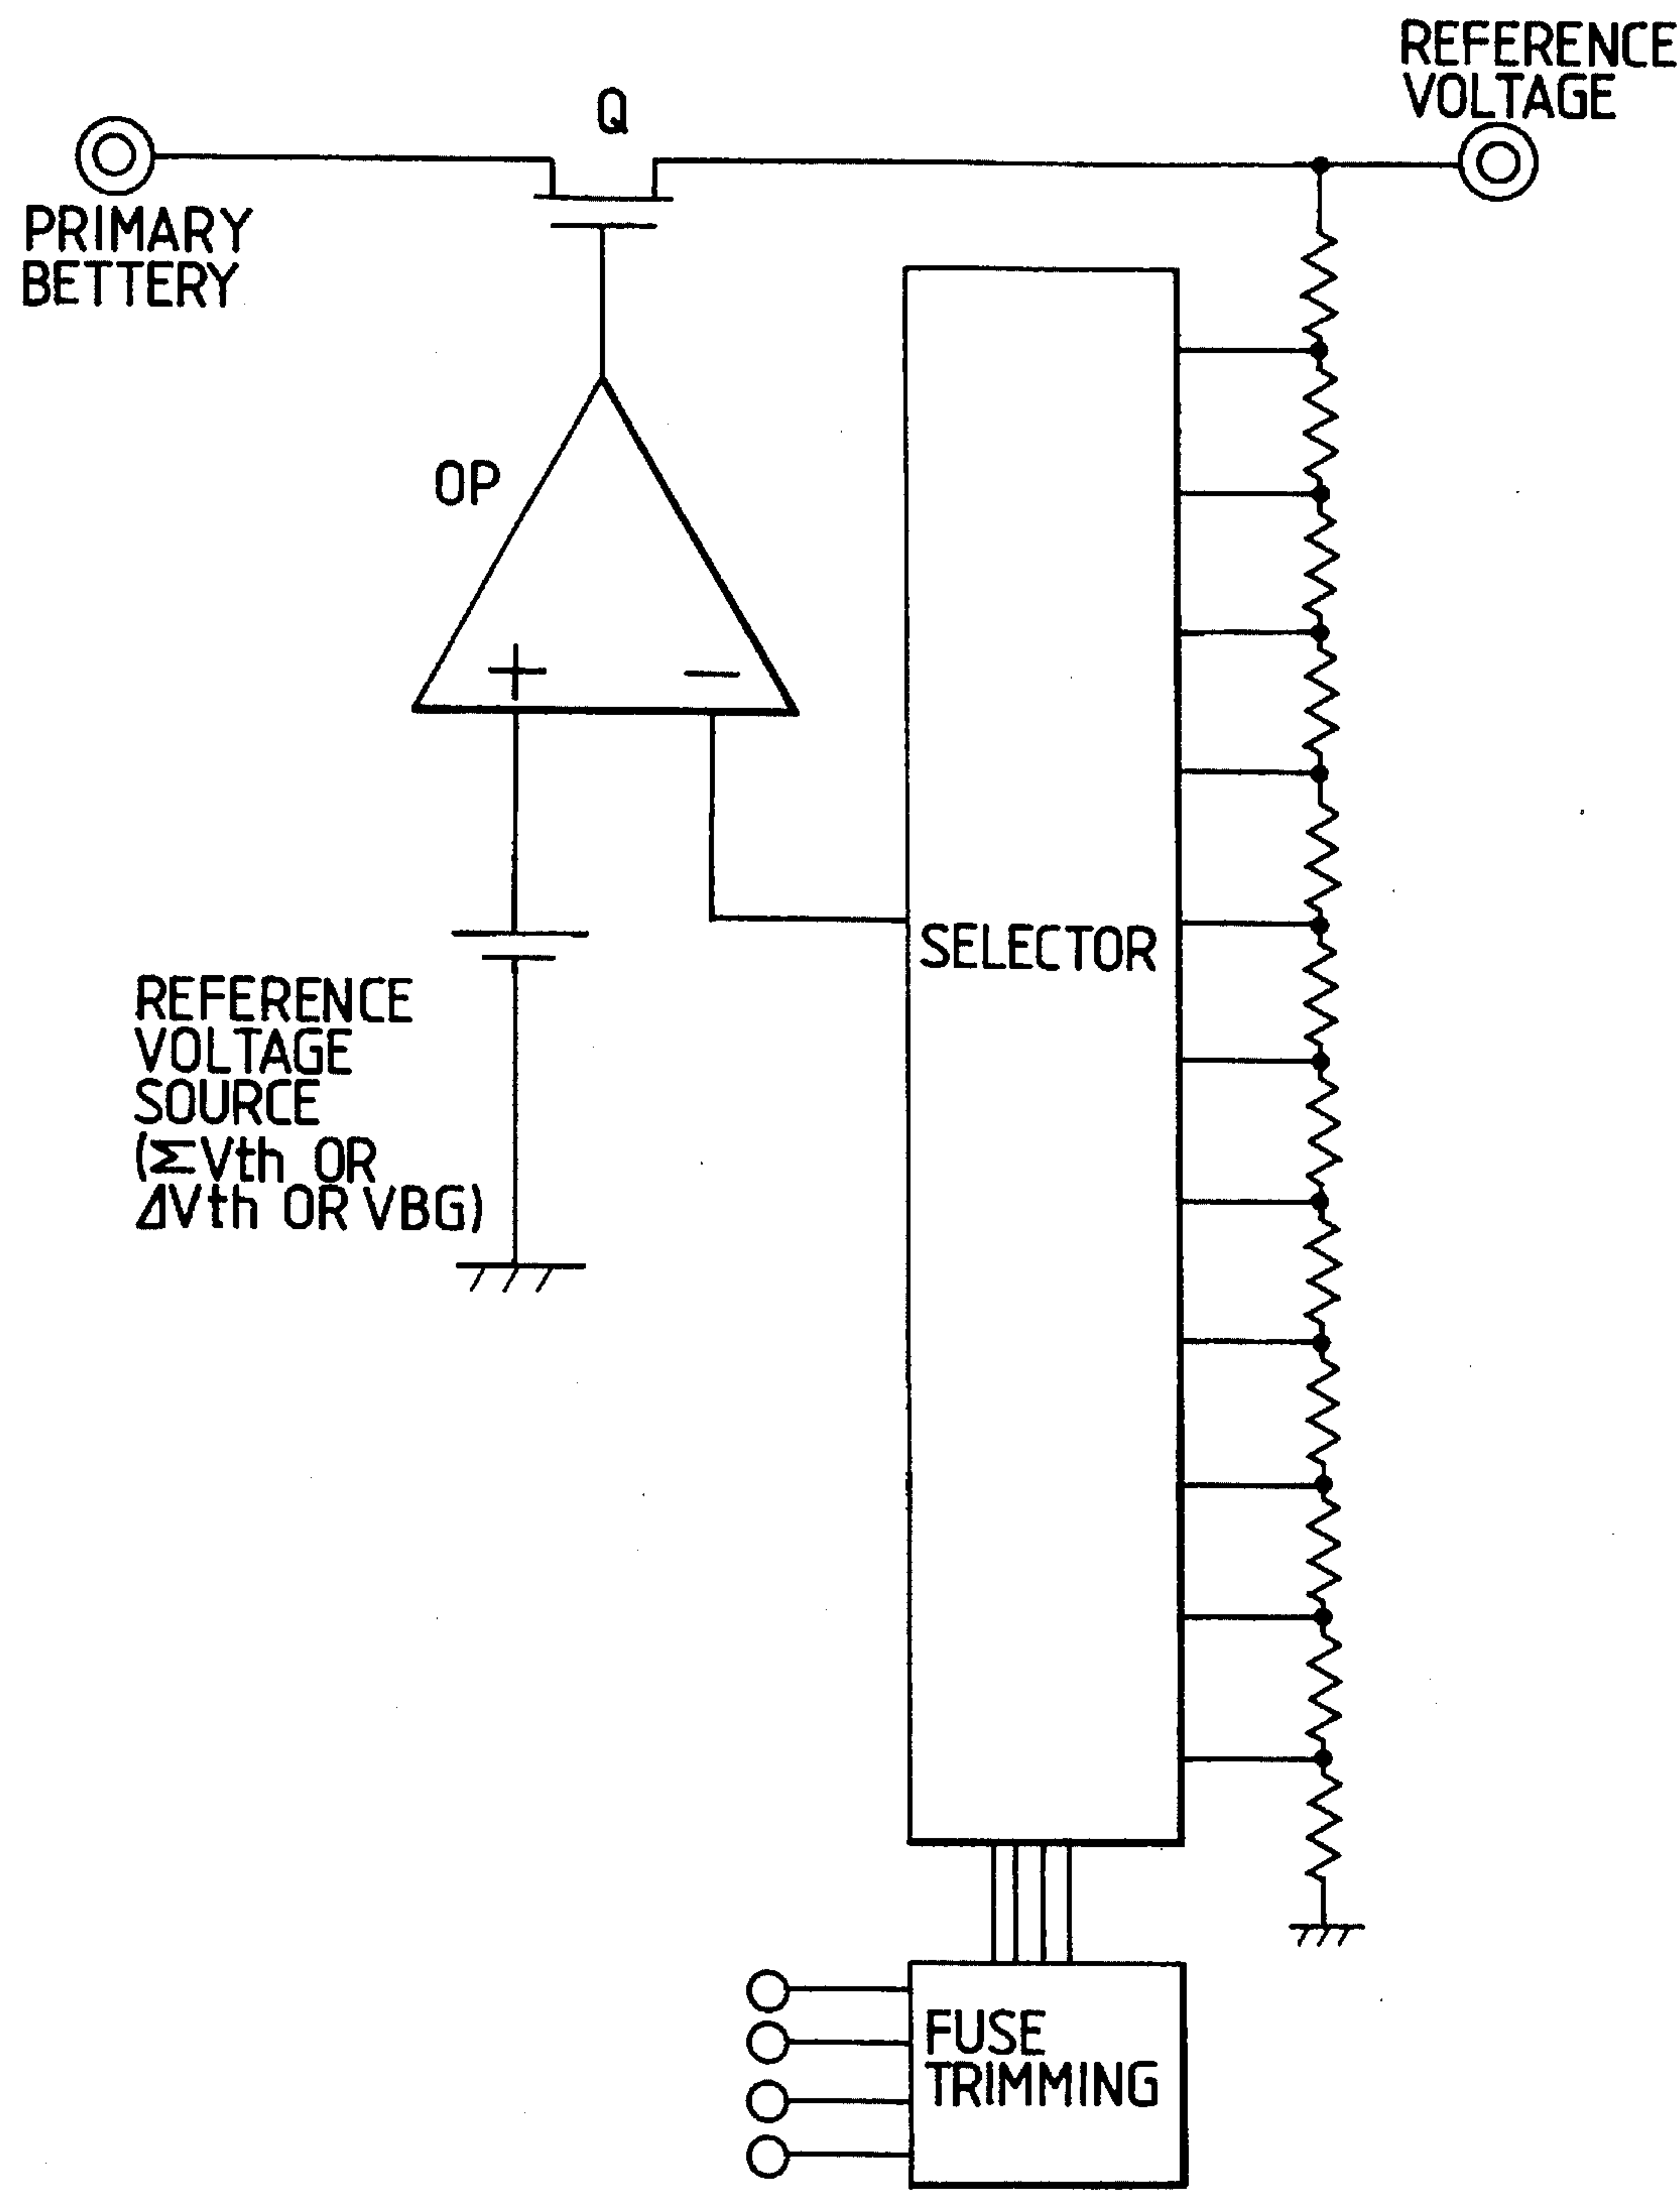 REFERENCE
VOLTAGE
Q
PRIMARY
BETTERY
OP
+ −
SELECTOR
REFERENCE
VOLTAGE
SOURCE
(ΣVth OR
ΔVth OR VBG)
FUSE
TRIMMING